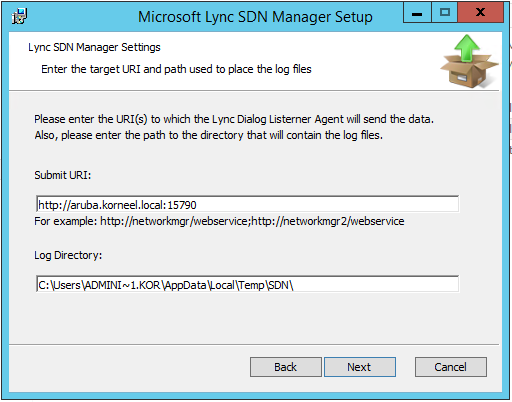 Microsoft Lync SDN Manager Setup
Lync SDN Manager Settings
Enter the target URI and path used to place the log files
Please enter the URI(s) to which the Lync Dialog Listerner Agent will send the data.
Also, please enter the path to the directory that will contain the log files.
Submit URI:
http://aruba.korneel.local:15790
For example: http://networkmgr/webservice;http://networkmgr2/webservice
Log Directory:
C:\Users\ADMINI~1.KOR\AppData\Local\Temp\SDN\
Back Next Cancel